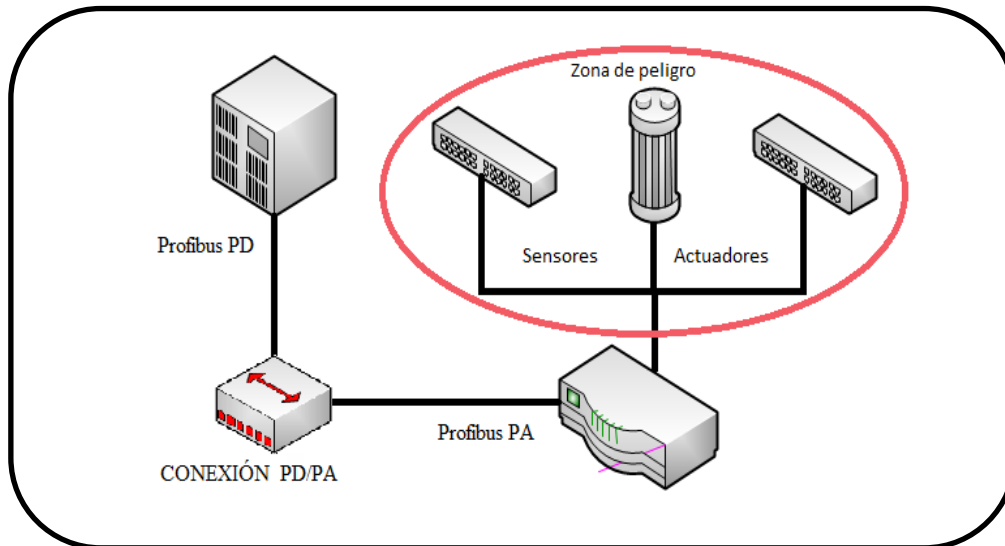 Zona de peligro
Profibus PD
Sensores
Actuadores
Profibus PA
CONEXIÓN PD/PA